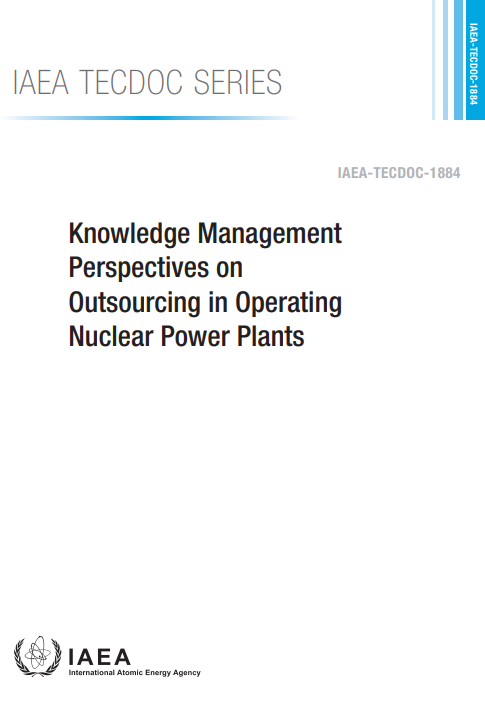 IAEA-TECDOC-1884
IAEA TECDOC SERIES
IAEA-TECDOC-1884
Knowledge Management
Perspectives on
Outsourcing in Operating
Nuclear Power Plants
IAEA
International Atomic Energy Agency